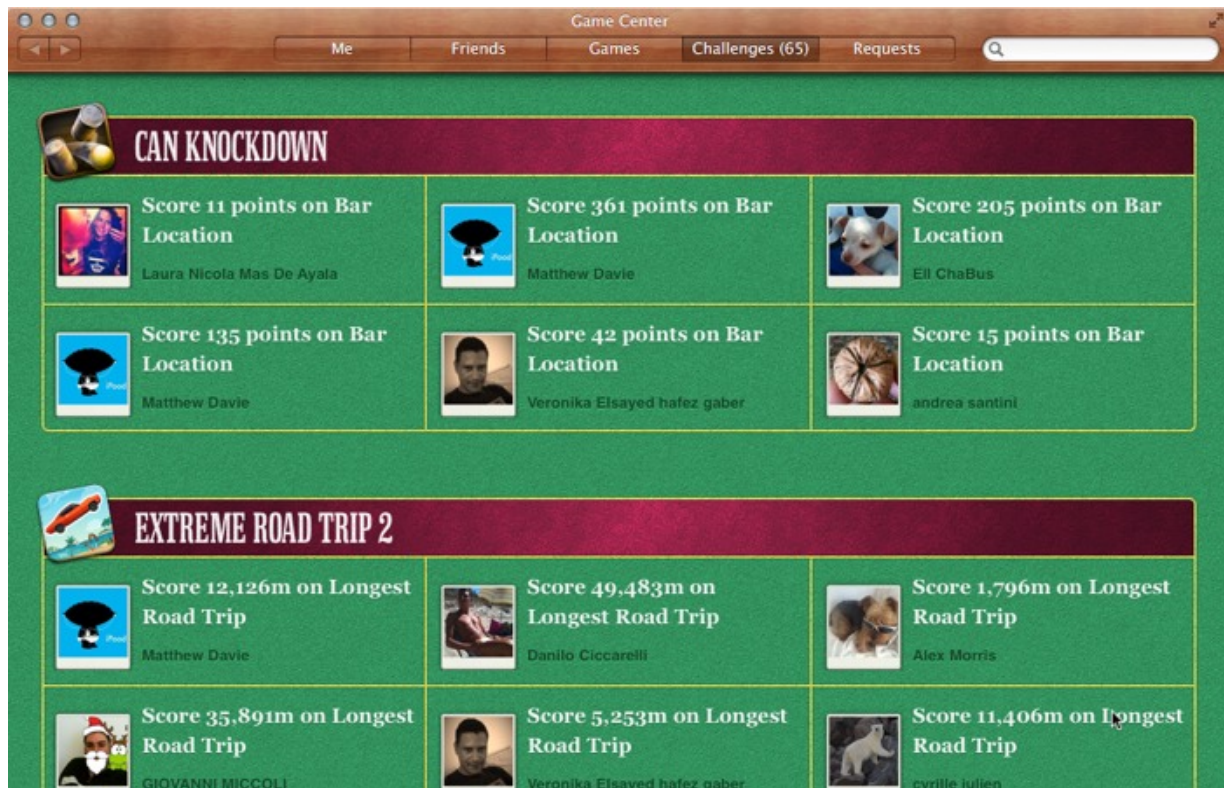 Game Center
Me Friends Games Challenges (65) Requests
CAN KNOCKDOWN
Score 11 points on Bar
Location
Laura Nicola Mas De Ayala
Score 361 points on Bar
Location
Matthew Davie
Score 205 points on Bar
Location
Ell ChaBus
Score 135 points on Bar
Location
Matthew Davie
Score 42 points on Bar
Location
Veronika Elsayed hafez gaber
Score 15 points on Bar
Location
andrea santini
EXTREME ROAD TRIP 2
Score 12,126m on Longest
Road Trip
Matthew Davie
Score 49,483m on
Longest Road Trip
Danilo Ciccarelli
Score 1,796m on Longest
Road Trip
Alex Morris
Score 35,891m on Longest
Road Trip
GIOVANNI MICCOLI
Score 5,253m on Longest
Road Trip
Veronika Elsayed hafez gaber
Score 11,406m on Longest
Road Trip
cyrille julien